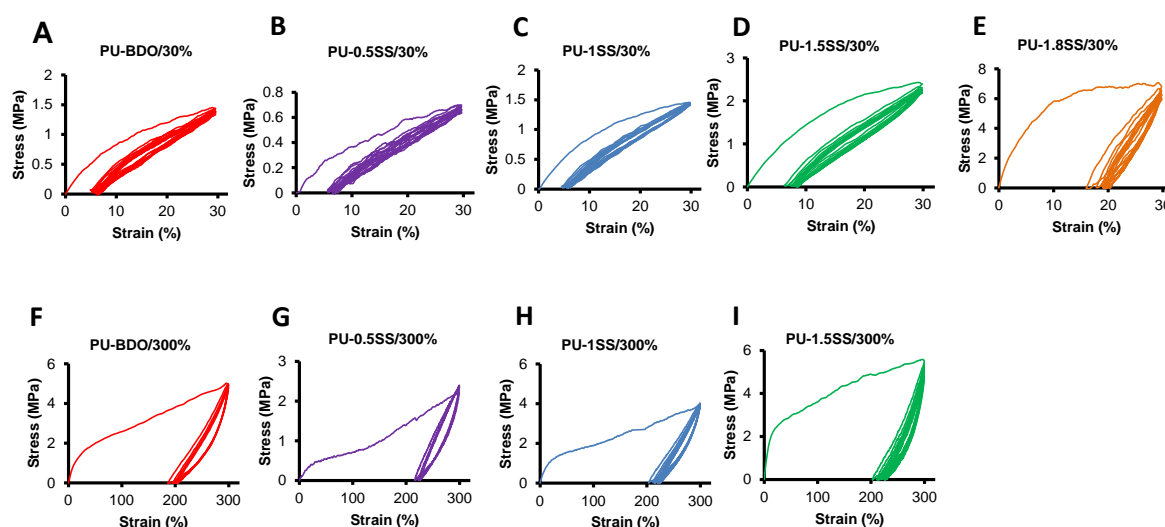 A
PU-BDO/30%
Stress (MPa)
2
1.5
1
0.5
0
0 10 20 30
Strain (%)
B
PU-0.5SS/30%
Stress (MPa)
0.8
0.6
0.4
0.2
0
0 10 20 30
Strain (%)
C
PU-1SS/30%
Stress (MPa)
2
1.5
1
0.5
0
0 10 20 30
Strain (%)
D
PU-1.5SS/30%
Stress (MPa)
3
2
1
0
0 10 20 30
Strain (%)
E
PU-1.8SS/30%
Stress (MPa)
8
6
4
2
0
0 10 20 30
Strain (%)
F
PU-BDO/300%
Stress (MPa)
6
4
2
0
0 100 200 300
Strain (%)
G
PU-0.5SS/300%
Stress (MPa)
3
2
1
0
0 100 200 300
Strain (%)
H
PU-1SS/300%
Stress (MPa)
6
4
2
0
0 100 200 300
Strain (%)
I
PU-1.5SS/300%
Stress (MPa)
6
4
2
0
0 100 200 300
Strain (%)